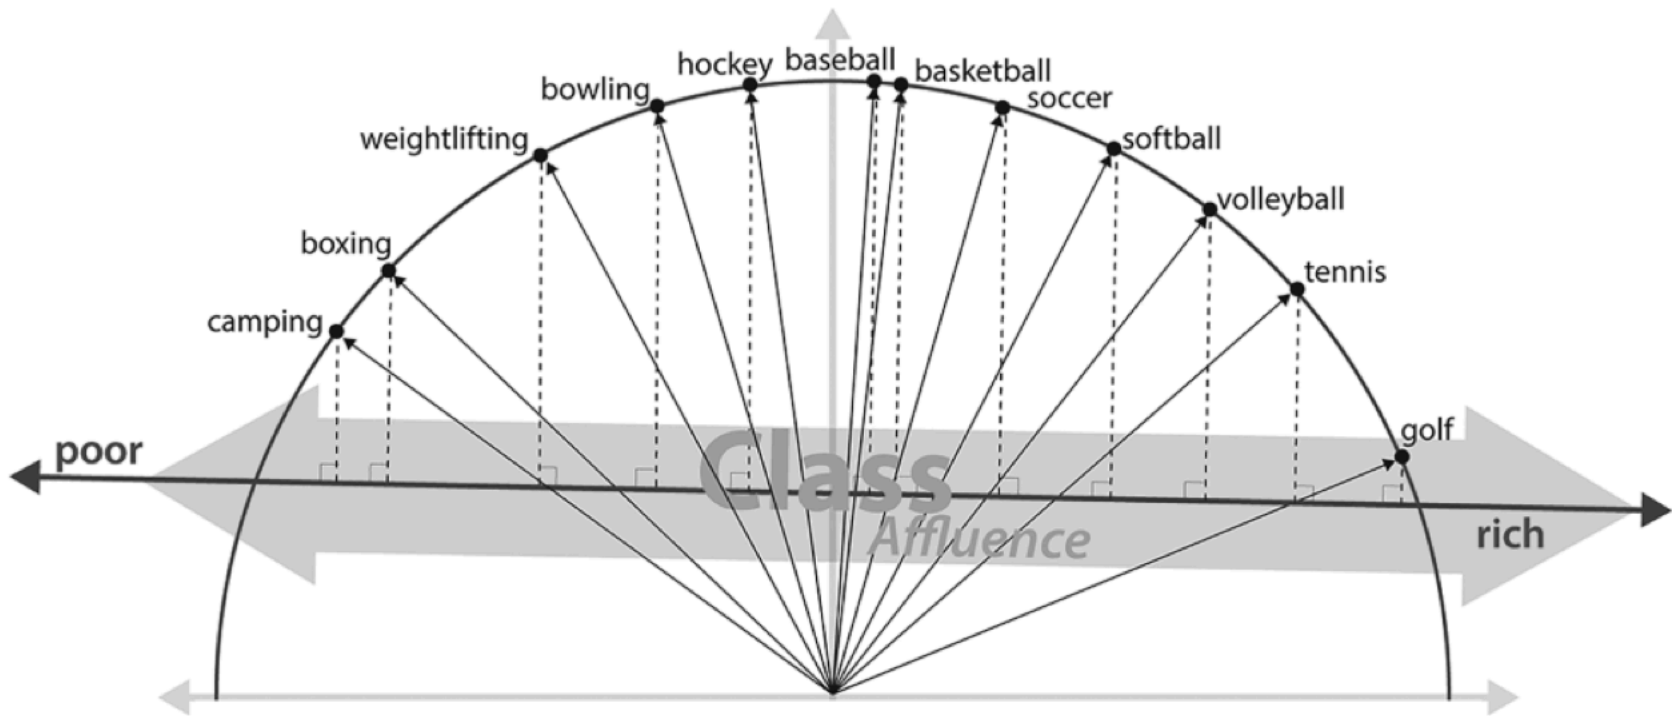 hockey baseball basketball
bowling soccer
weightlifting softball
volleyball
boxing
tennis
camping
golf
poor
Class
Affluence
rich